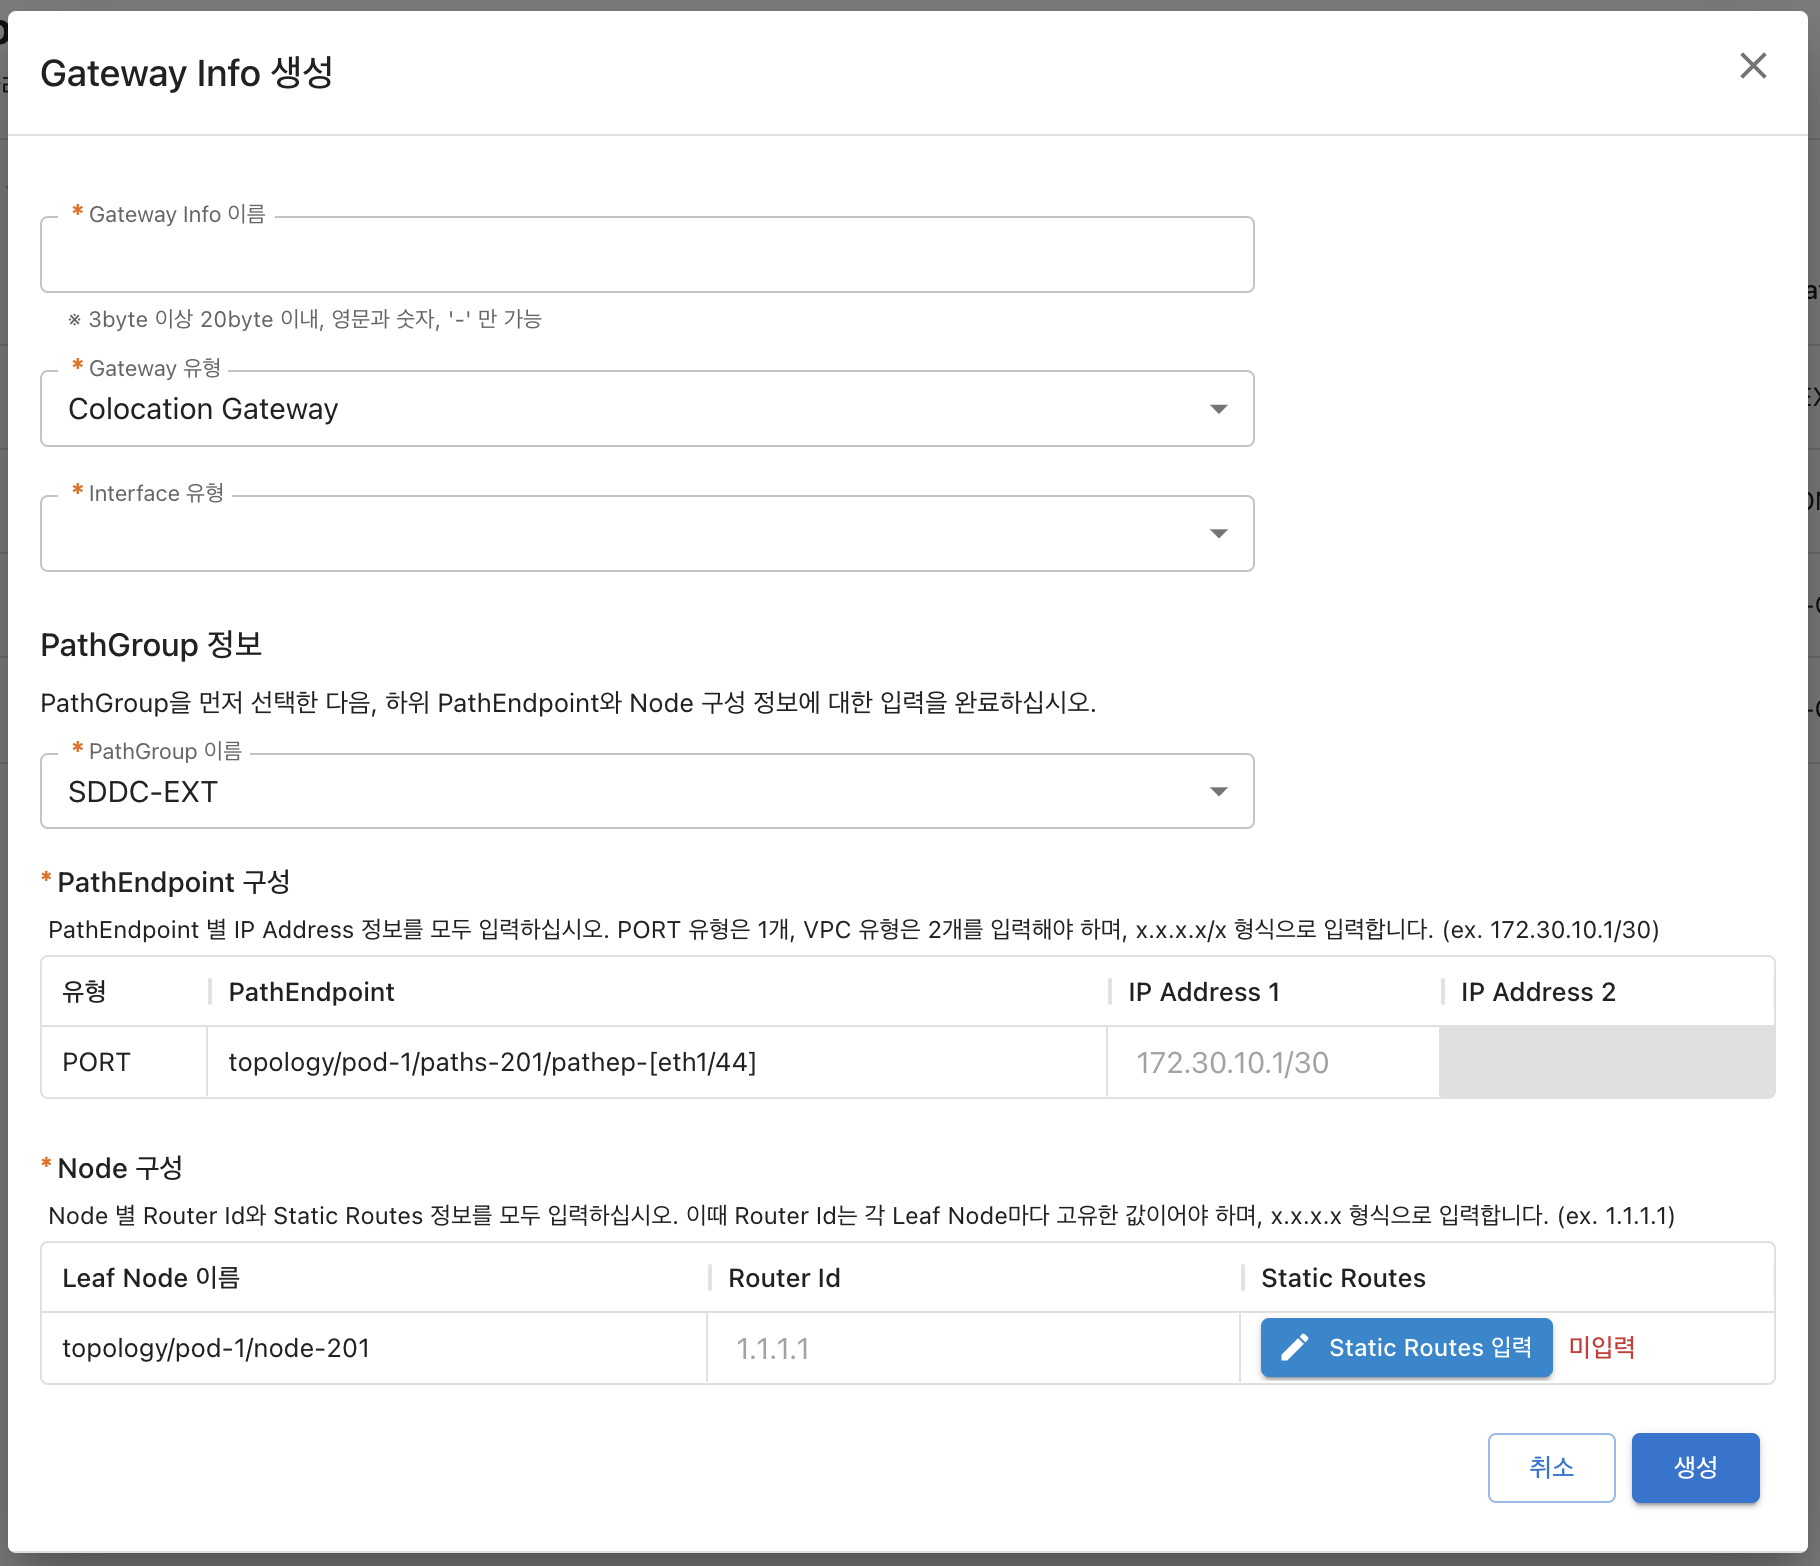 Gateway Info 생성
* Gateway Info 이름
※ 3byte 이상 20byte 이내, 영문과 숫자, '-' 만 가능
* Gateway 유형
Colocation Gateway
* Interface 유형
PathGroup 정보
PathGroup을 먼저 선택한 다음, 하위 PathEndpoint와 Node 구성 정보에 대한 입력을 완료하십시오.
* PathGroup 이름
SDDC-EXT
* PathEndpoint 구성
PathEndpoint 별 IP Address 정보를 모두 입력하십시오. PORT 유형은 1개, VPC 유형은 2개를 입력해야 하며, x.x.x.x/x 형식으로 입력합니다. (ex. 172.30.10.1/30)
유형 PathEndpoint IP Address 1 IP Address 2
PORT topology/pod-1/paths-201/pathep-[eth1/44] 172.30.10.1/30
* Node 구성
Node 별 Router Id와 Static Routes 정보를 모두 입력하십시오. 이때 Router Id는 각 Leaf Node마다 고유한 값이어야 하며, x.x.x.x 형식으로 입력합니다. (ex. 1.1.1.1)
Leaf Node 이름 Router Id Static Routes
topology/pod-1/node-201 1.1.1.1 Static Routes 입력 미입력
취소 생성